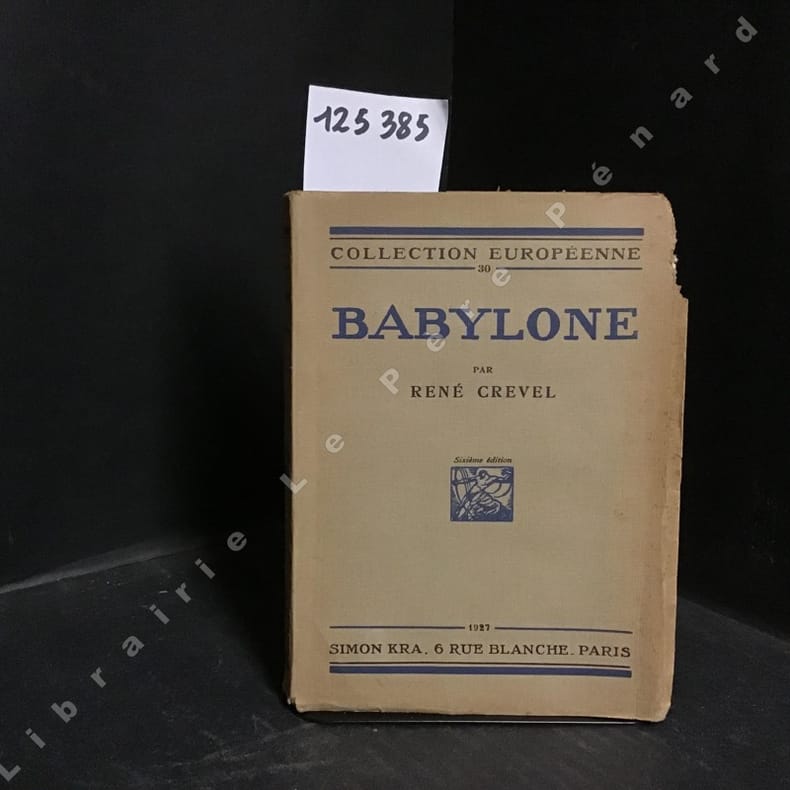 125 385
COLLECTION EUROPÉENNE
30
BABYLONE
PAR
RENÉ CREVEL
Sixième édition
1927
SIMON KRA. 6 RUE BLANCHE. PARIS
Librairie Le Pere Pénard